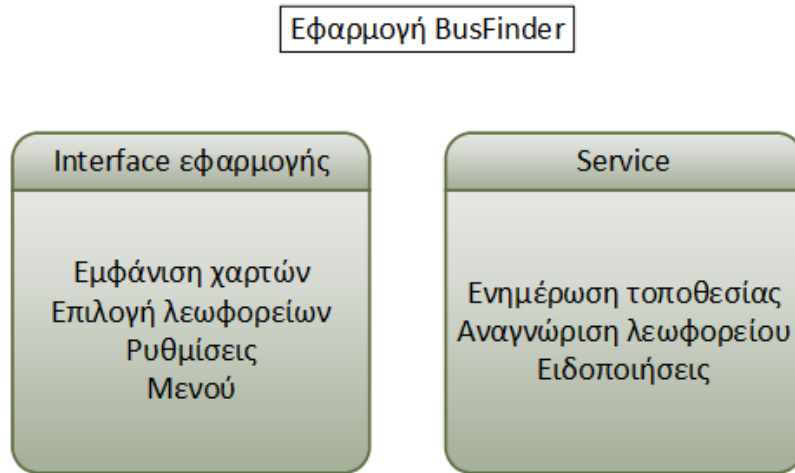 Εφαρμογή BusFinder
Interface εφαρμογής
Εμφάνιση χαρτών
Επιλογή λεωφορείων
Ρυθμίσεις
Μενού
Service
Ενημέρωση τοποθεσίας
Αναγνώριση λεωφορείου
Ειδοποιήσεις